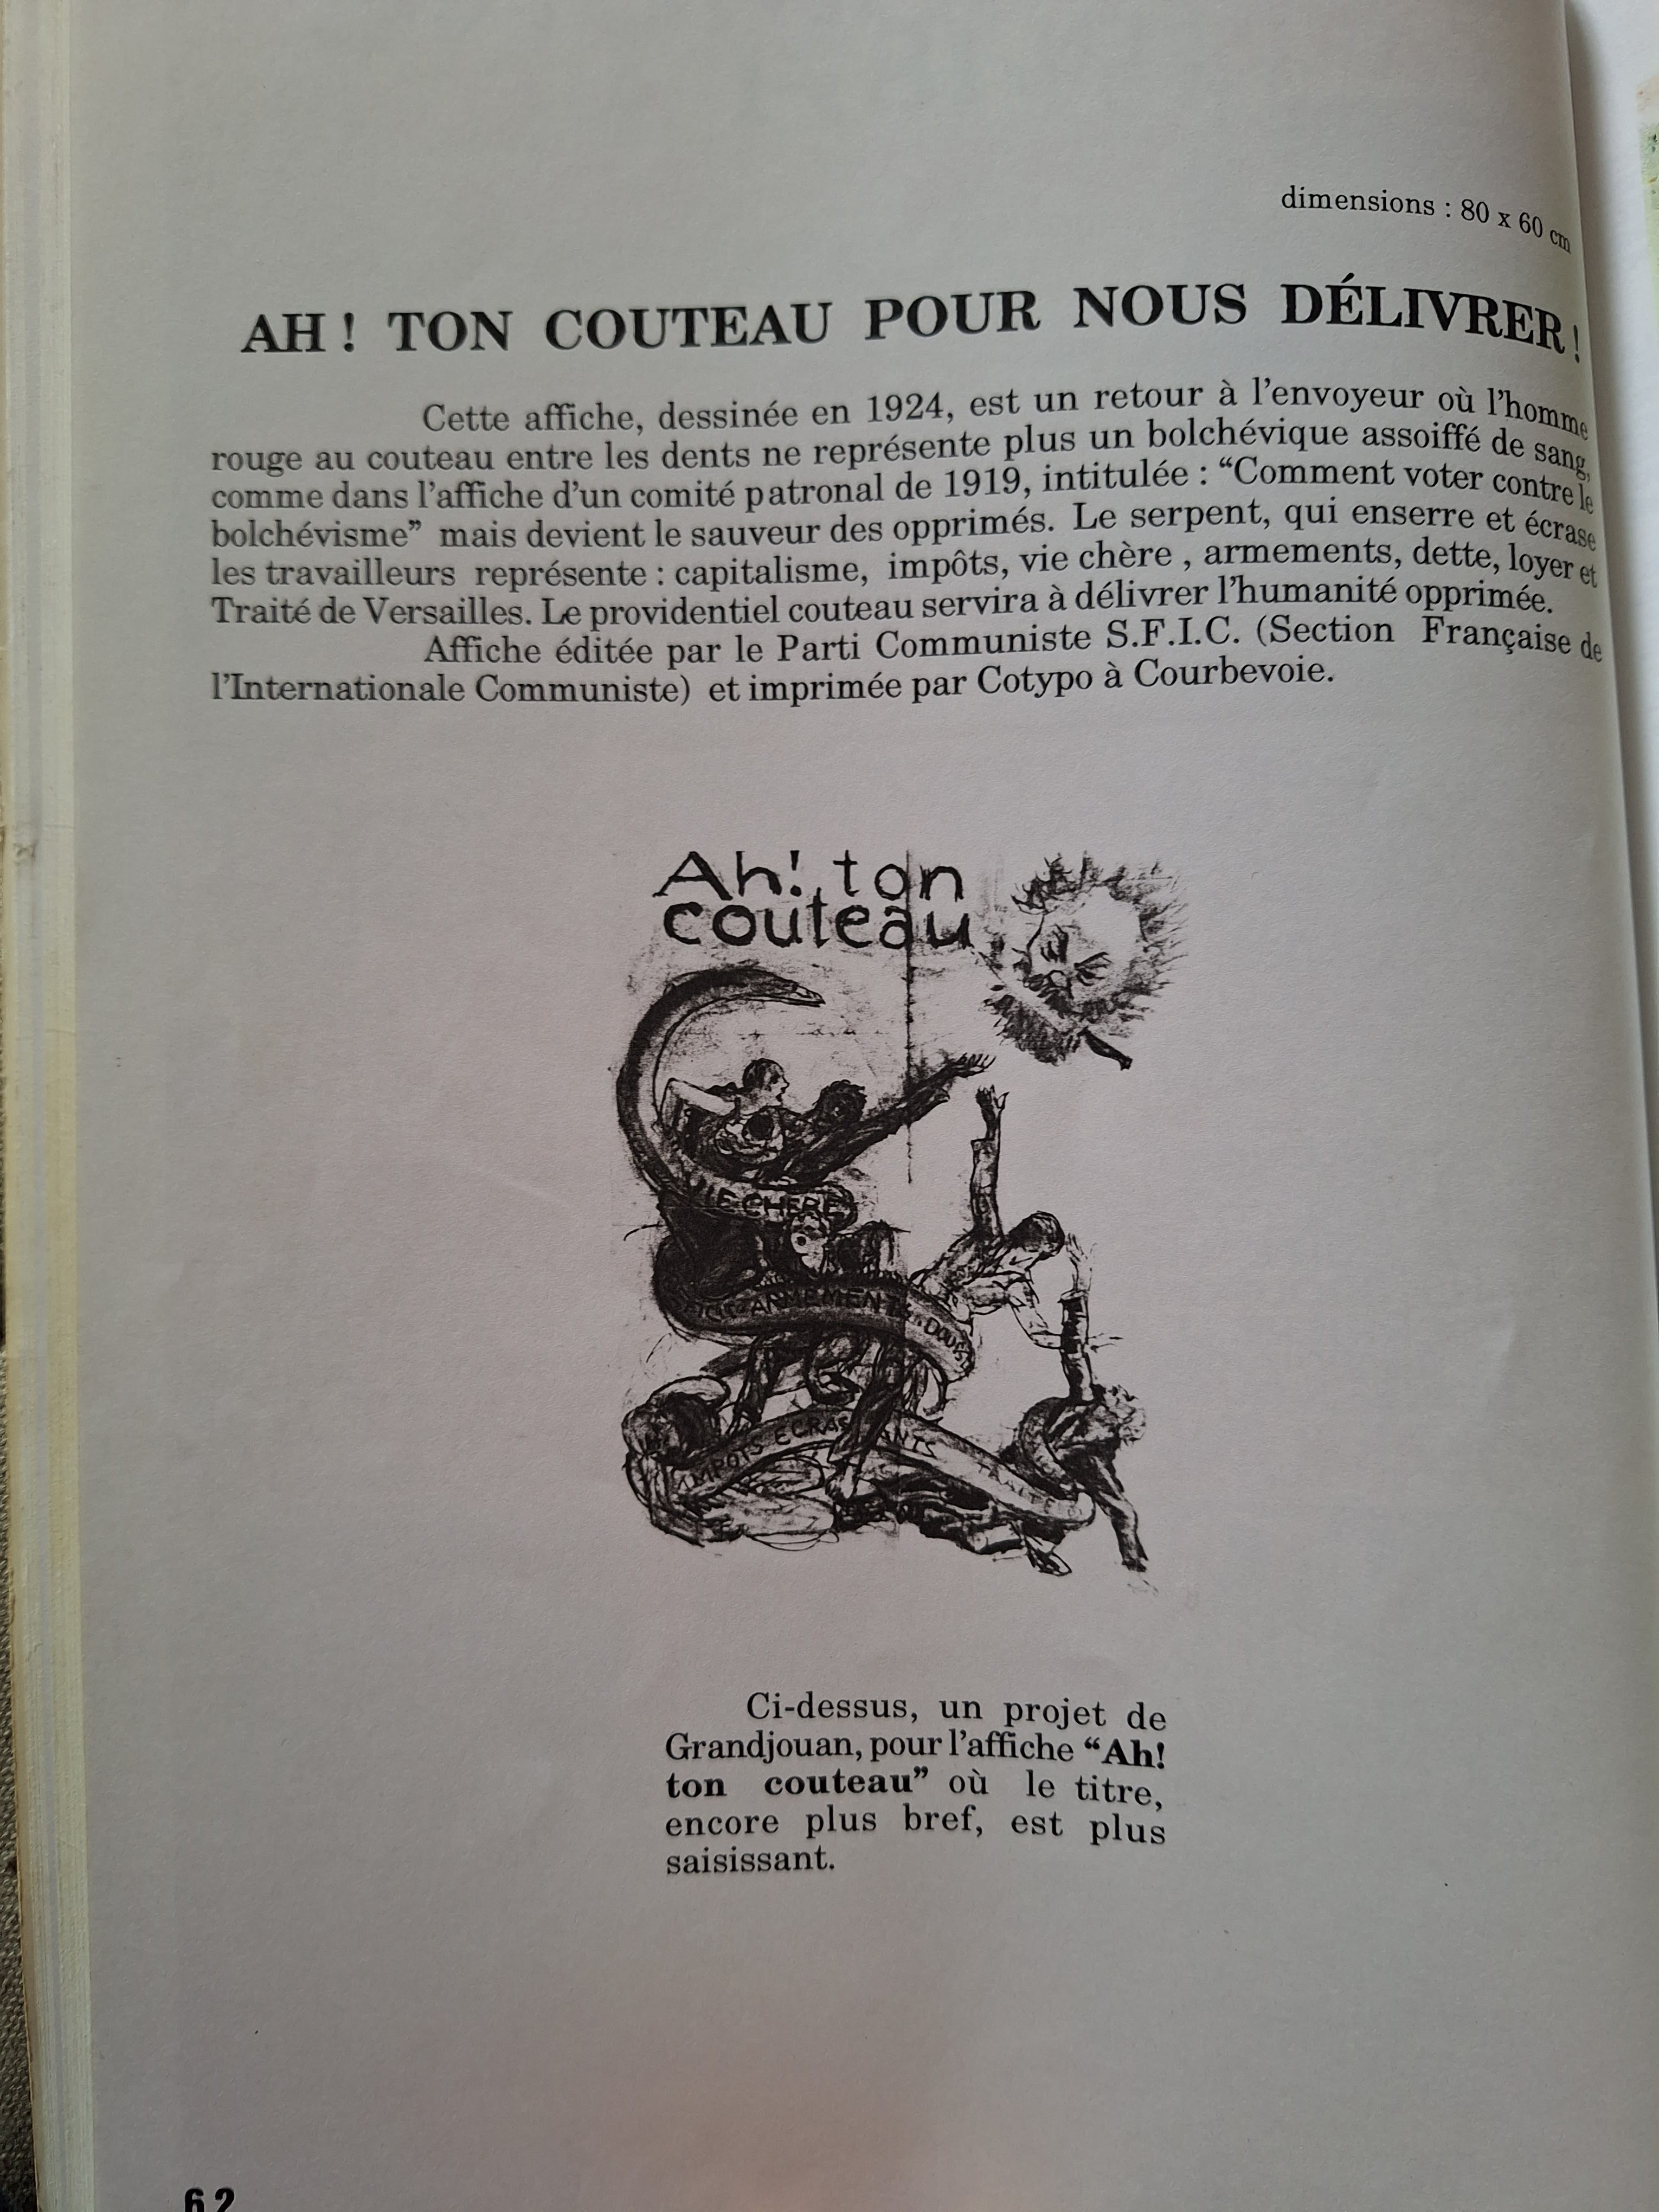 dimensions : 80 x 60 cm
AH ! TON COUTEAU POUR NOUS DÉLIVRER !
Cette affiche, dessinée en 1924, est un retour à l'envoyeur où l'homme
rouge au couteau entre les dents ne représente plus un bolchévique assoiffé de sang,
comme dans l'affiche d'un comité patronal de 1919, intitulée : “Comment voter contre le
bolchévisme” mais devient le sauveur des opprimés. Le serpent, qui enserre et écrase
les travailleurs représente : capitalisme, impôts, vie chère , armements, dette, loyer et
Traité de Versailles. Le providentiel couteau servira à délivrer l'humanité opprimée.
Affiche éditée par le Parti Communiste S.F.I.C. (Section Française de
l'Internationale Communiste) et imprimée par Cotypo à Courbevoie.
Ah! ton
couteau
VIE CHERE
ARMEMENTS
IMPÔTS ECRASANTS
TRAITE
Ci-dessus, un projet de
Grandjouan, pour l'affiche “Ah!
ton couteau” où le titre,
encore plus bref, est plus
saisissant.
62